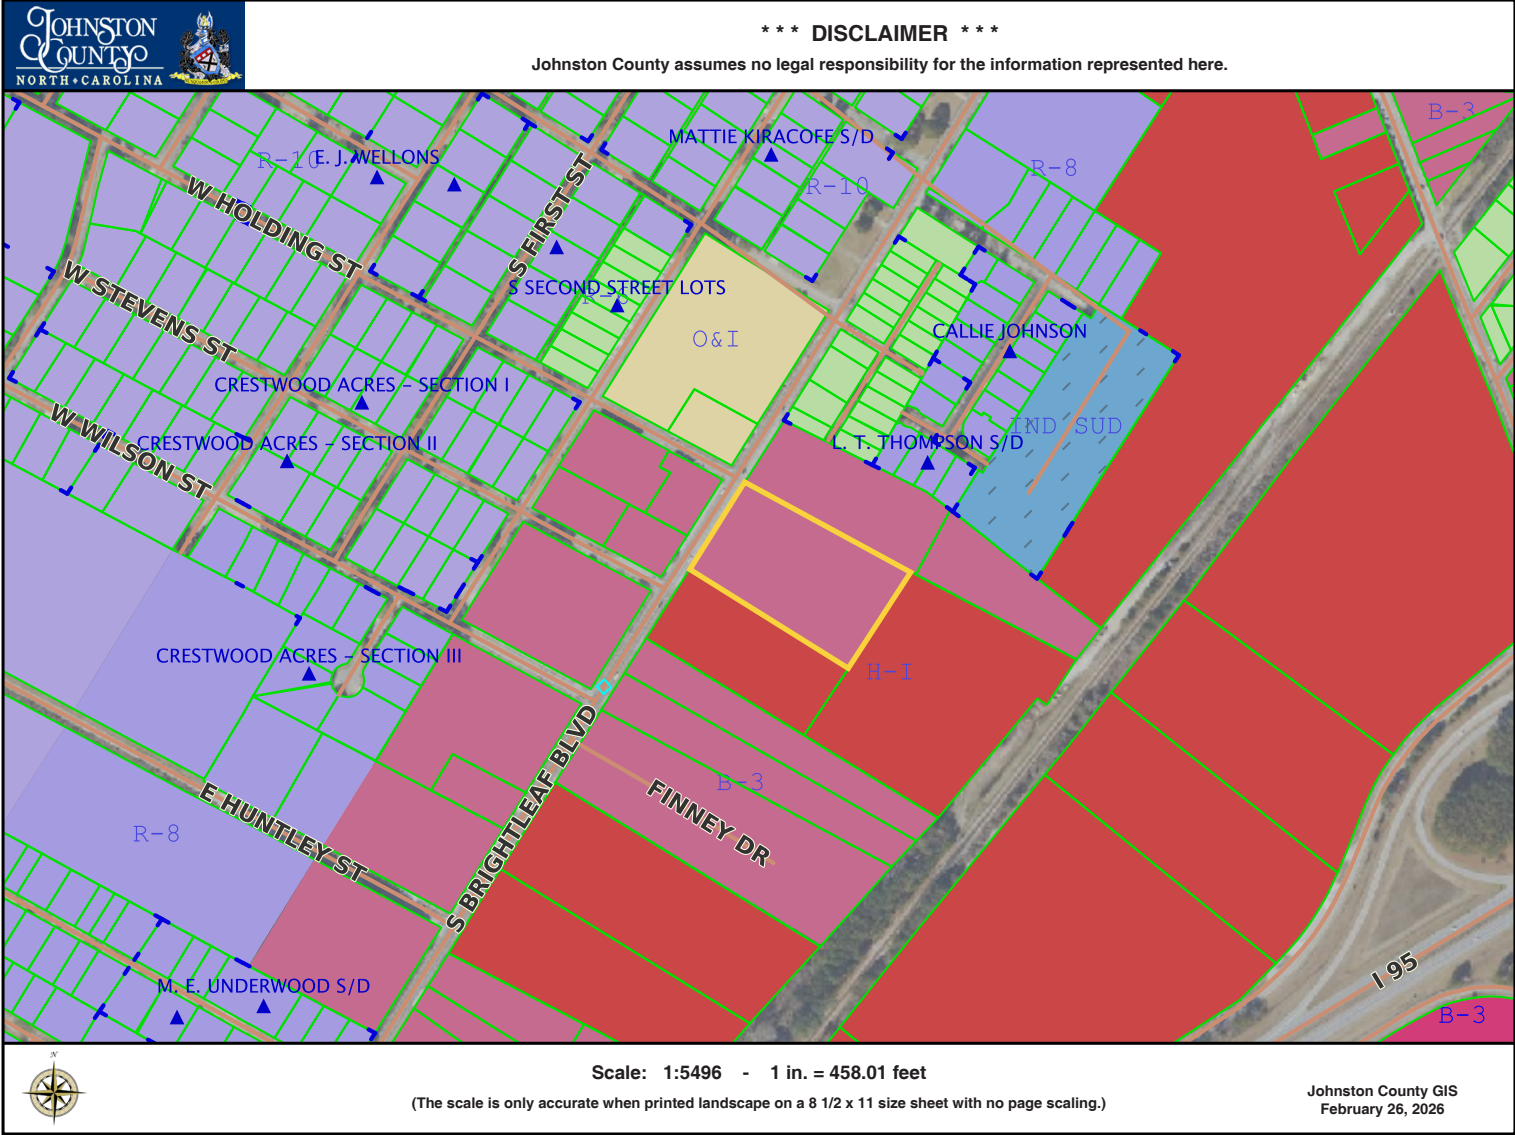 JOHNSTON
COUNTY
NORTH CAROLINA
* * * DISCLAIMER * * *
Johnston County assumes no legal responsibility for the information represented here.
B-3
MATTIE KIRACOFE S/D
R-10
E. J. WELLONS
R-8
R-10
W HOLDING ST
S FIRST ST
W STEVENS ST
S SECOND STREET LOTS
R-8
O&I
CALLIE JOHNSON
CRESTWOOD ACRES - SECTION I
IND SUD
W WILSON ST
CRESTWOOD ACRES - SECTION II
L. T. THOMPSON S/D
CRESTWOOD ACRES - SECTION III
H-I
B-3
FINNEY DR
S BRIGHTLEAF BLVD
E HUNTLEY ST
R-8
I 95
M. E. UNDERWOOD S/D
B-3
N
Scale: 1:5496 - 1 in. = 458.01 feet
(The scale is only accurate when printed landscape on a 8 1/2 x 11 size sheet with no page scaling.)
Johnston County GIS
February 26, 2026